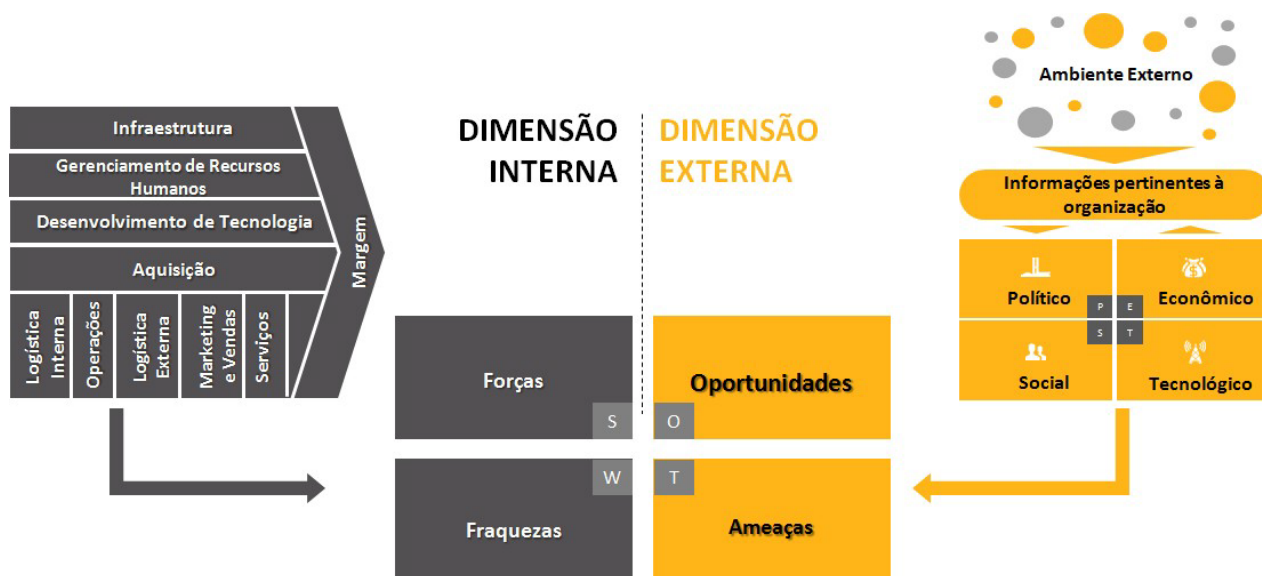 Infraestrutura
Gerenciamento de Recursos
Humanos
Desenvolvimento de Tecnologia
Aquisição
Logística
Interna
Operações
Logística
Externa
Marketing
e Vendas
Serviços
Margem
DIMENSÃO
INTERNA
DIMENSÃO
EXTERNA
Forças
S
Oportunidades
O
W
Fraquezas
T
Ameaças
Ambiente Externo
Informações pertinentes à
organização
Político
P
E
Econômico
S
T
Social
Tecnológico